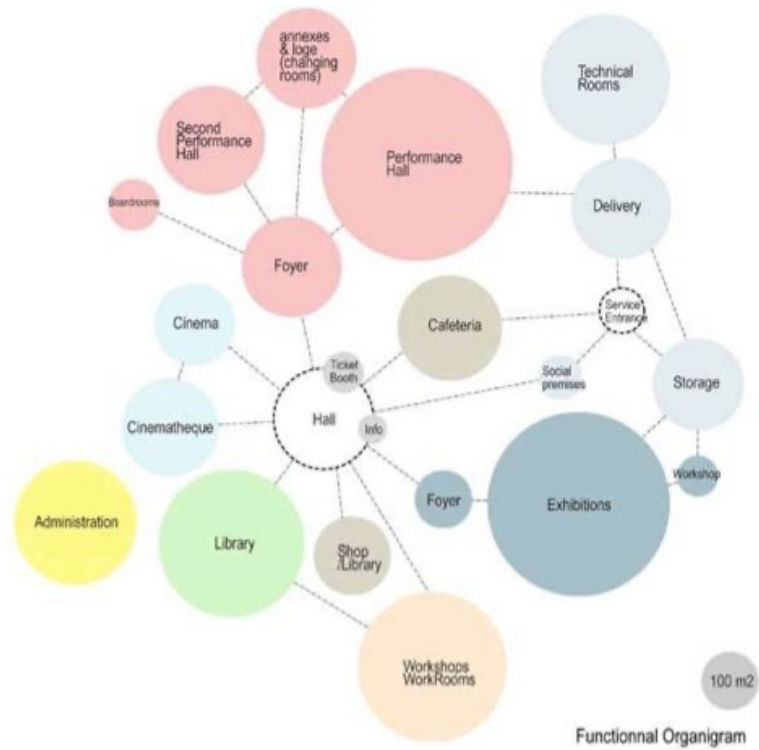 annexes
& loge
(changing
rooms)
Technical
Rooms
Second
Performance
Hall
Performance
Hall
Boardrooms
Delivery
Foyer
Service
Entrance
Cinema
Cafeteria
Ticket
Booth
Social
premises
Storage
Hall
Info
Cinematheque
Workshop
Foyer
Exhibitions
Administration
Library
Shop
/Library
Workshops
WorkRooms
100 m2
Functionnal Organigram